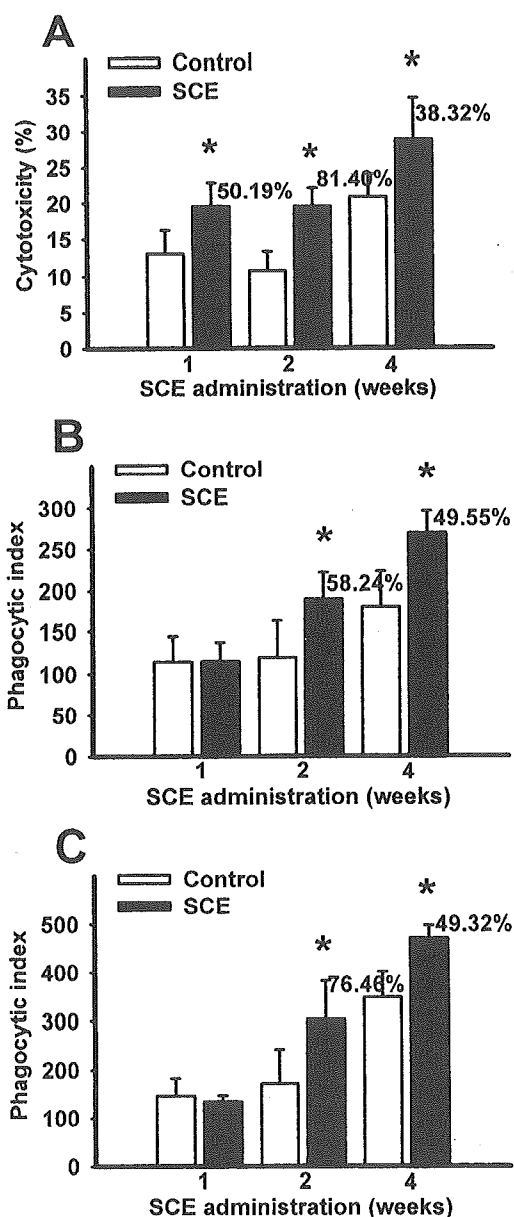 A
Control
SCE
*
* * 38.32%
50.19% 81.40%
Cytotoxicity (%)
35
30
25
20
15
10
5
0
1 2 4
SCE administration (weeks)
B
Control
SCE
*
* 49.55%
58.24%
Phagocytic index
300
250
200
150
100
50
0
1 2 4
SCE administration (weeks)
C
Control
SCE
*
* 49.32%
76.46%
Phagocytic index
500
400
300
200
100
0
1 2 4
SCE administration (weeks)